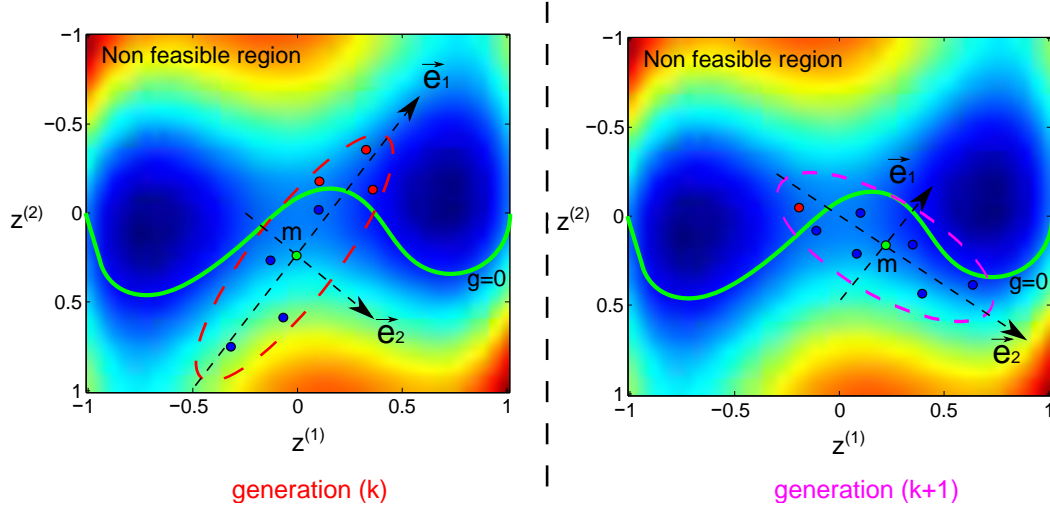 −1
Non feasible region
e1
−0.5
0
z(2)
m
g=0
0.5
e2
1
−1
−0.5
0
0.5
1
z(1)
generation (k)
−1
Non feasible region
−0.5
e1
0
z(2)
m
g=0
0.5
e2
1
−1
−0.5
0
0.5
1
z(1)
generation (k+1)